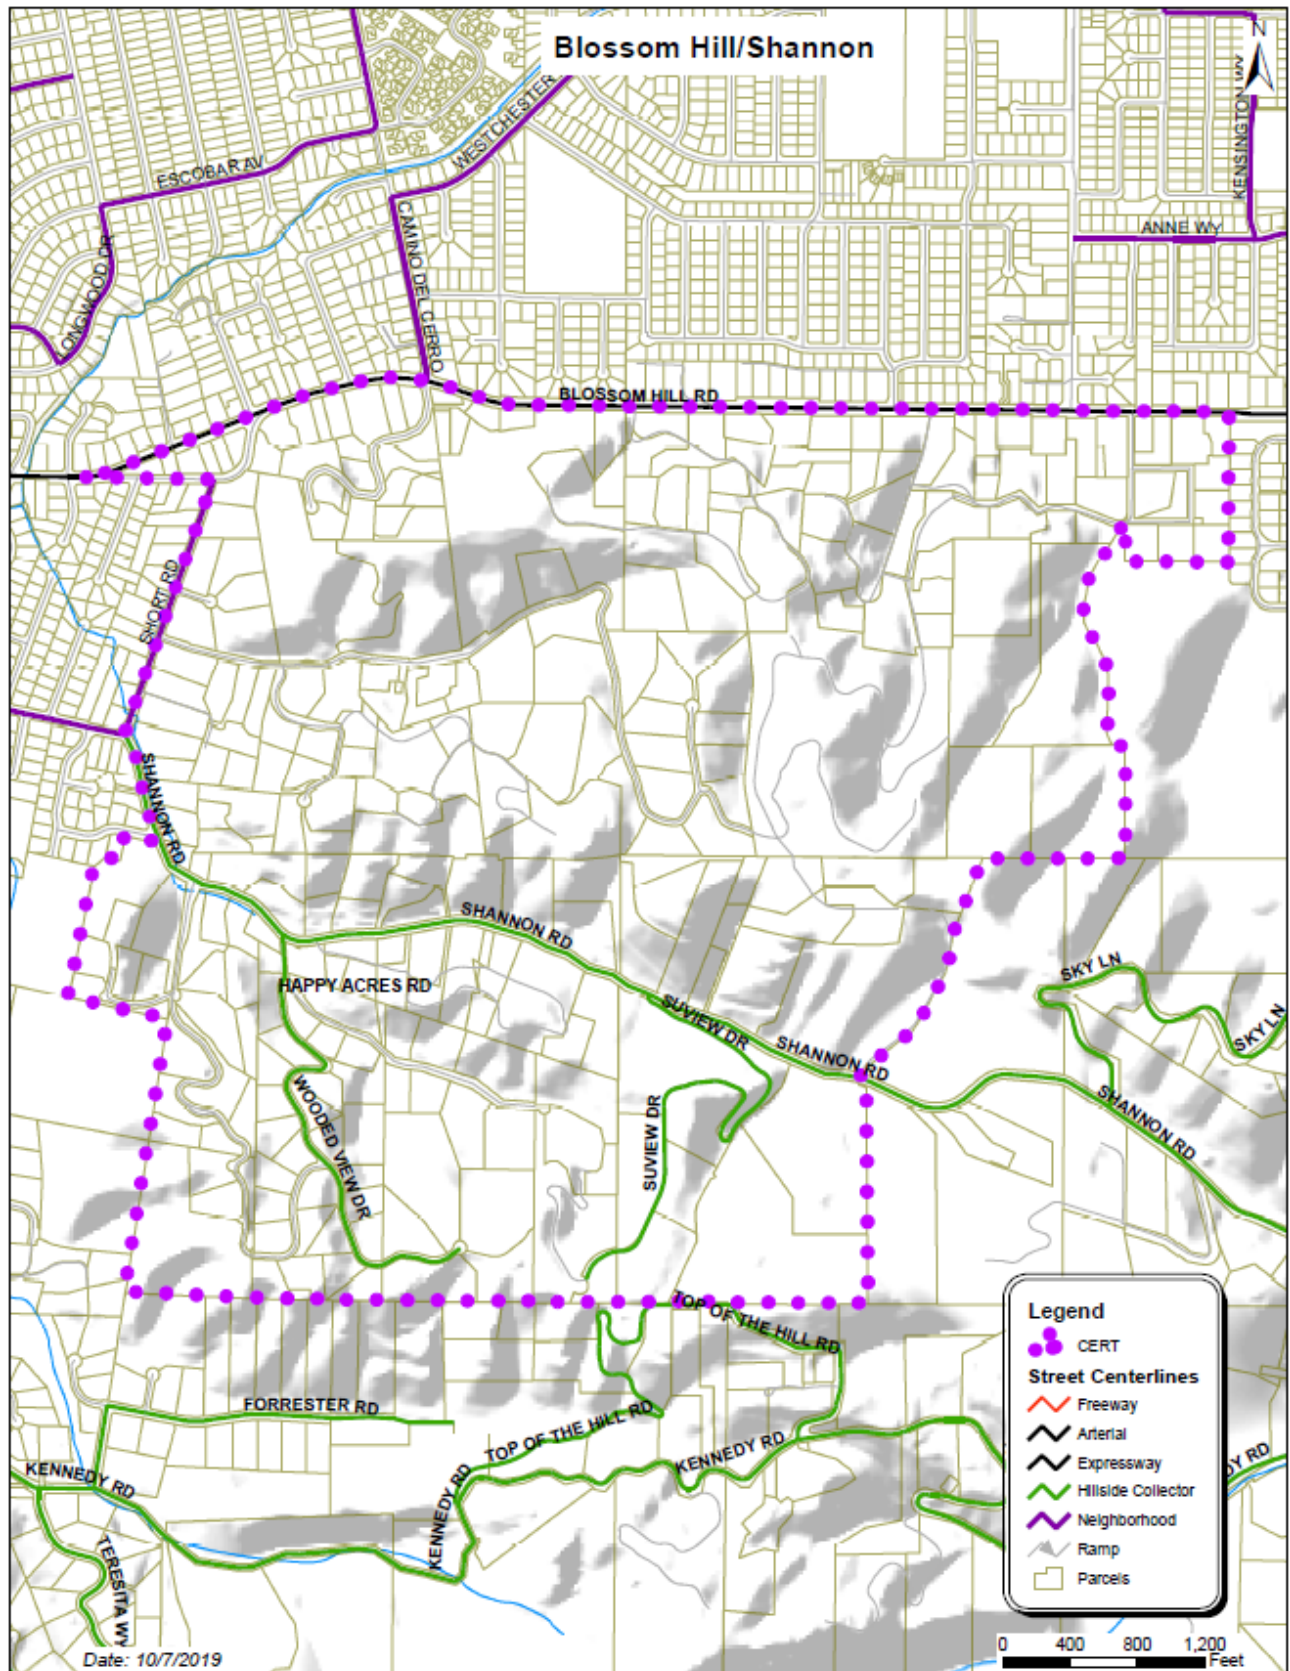 Blossom Hill/Shannon
N
KENSINGTON WY
WESTCHESTER
ESCOBAR AV
CAMINO DEL CERRO
ANNE WY
LONGWOOD DR
BLOSSOM HILL RD
SHORT RD
SHANNON RD
SHANNON RD
HAPPY ACRES RD
SKY LN
SKY LN
SUVIEW DR
SHANNON RD
SHANNON RD
WOODED VIEW DR
SUVIEW DR
TOP OF THE HILL RD
FORRESTER RD
TOP OF THE HILL RD
KENNEDY RD
KENNEDY RD
KENNEDY RD
DY RD
TERESITA WY
Legend
CERT
Street Centerlines
Freeway
Arterial
Expressway
Hillside Collector
Neighborhood
Ramp
Parcels
0 400 800 1,200
Feet
Date: 10/7/2019